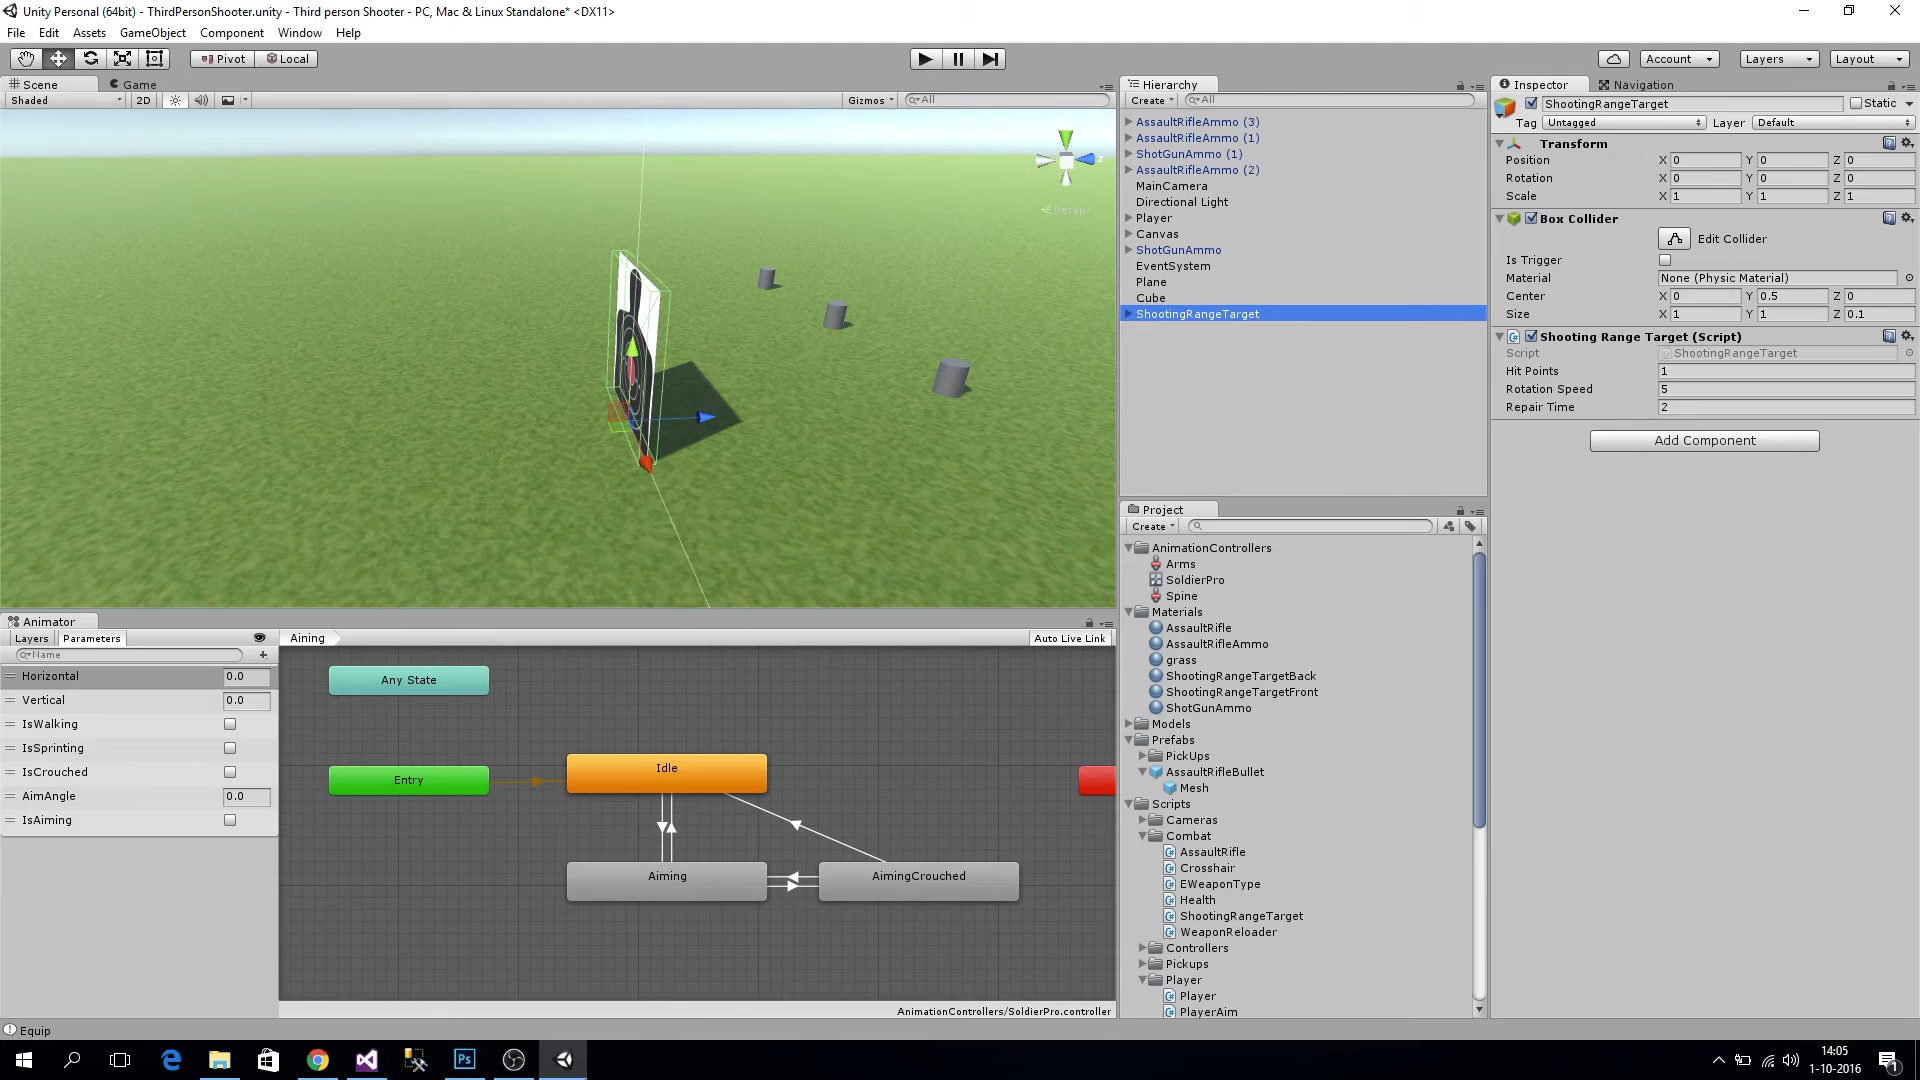 Unity Personal (64bit) - ThirdPersonShooter.unity - Third person Shooter - PC, Mac & Linux Standalone* <DX11>
File Edit Assets GameObject Component Window Help
Pivot Local Account Layers Layout
Scene Game
Shaded 2D Gizmos All
Persp
Hierarchy
Create All
AssaultRifleAmmo (3)
AssaultRifleAmmo (1)
ShotGunAmmo (1)
AssaultRifleAmmo (2)
MainCamera
Directional Light
Player
Canvas
ShotGunAmmo
EventSystem
Plane
Cube
ShootingRangeTarget
Inspector Navigation
ShootingRangeTarget Static
Tag Untagged Layer Default
Transform
Position X 0 Y 0 Z 0
Rotation X 0 Y 0 Z 0
Scale X 1 Y 1 Z 1
Box Collider
Edit Collider
Is Trigger
Material None (Physic Material)
Center X 0 Y 0.5 Z 0
Size X 1 Y 1 Z 0.1
Shooting Range Target (Script)
Script ShootingRangeTarget
Hit Points 1
Rotation Speed 5
Repair Time 2
Add Component
Project
Create
AnimationControllers
Arms
SoldierPro
Spine
Materials
AssaultRifle
AssaultRifleAmmo
grass
ShootingRangeTargetBack
ShootingRangeTargetFront
ShotGunAmmo
Models
Prefabs
PickUps
AssaultRifleBullet
Mesh
Scripts
Cameras
Combat
AssaultRifle
Crosshair
EWeaponType
Health
ShootingRangeTarget
WeaponReloader
Controllers
Pickups
Player
Player
PlayerAim
Animator
Layers Parameters
Name
Horizontal 0.0
Vertical 0.0
IsWalking
IsSprinting
IsCrouched
AimAngle 0.0
IsAiming
Aining Auto Live Link
Any State
Entry
Idle
Aiming
AimingCrouched
AnimationControllers/SoldierPro.controller
Equip
Ps
14:05
1-10-2016
1